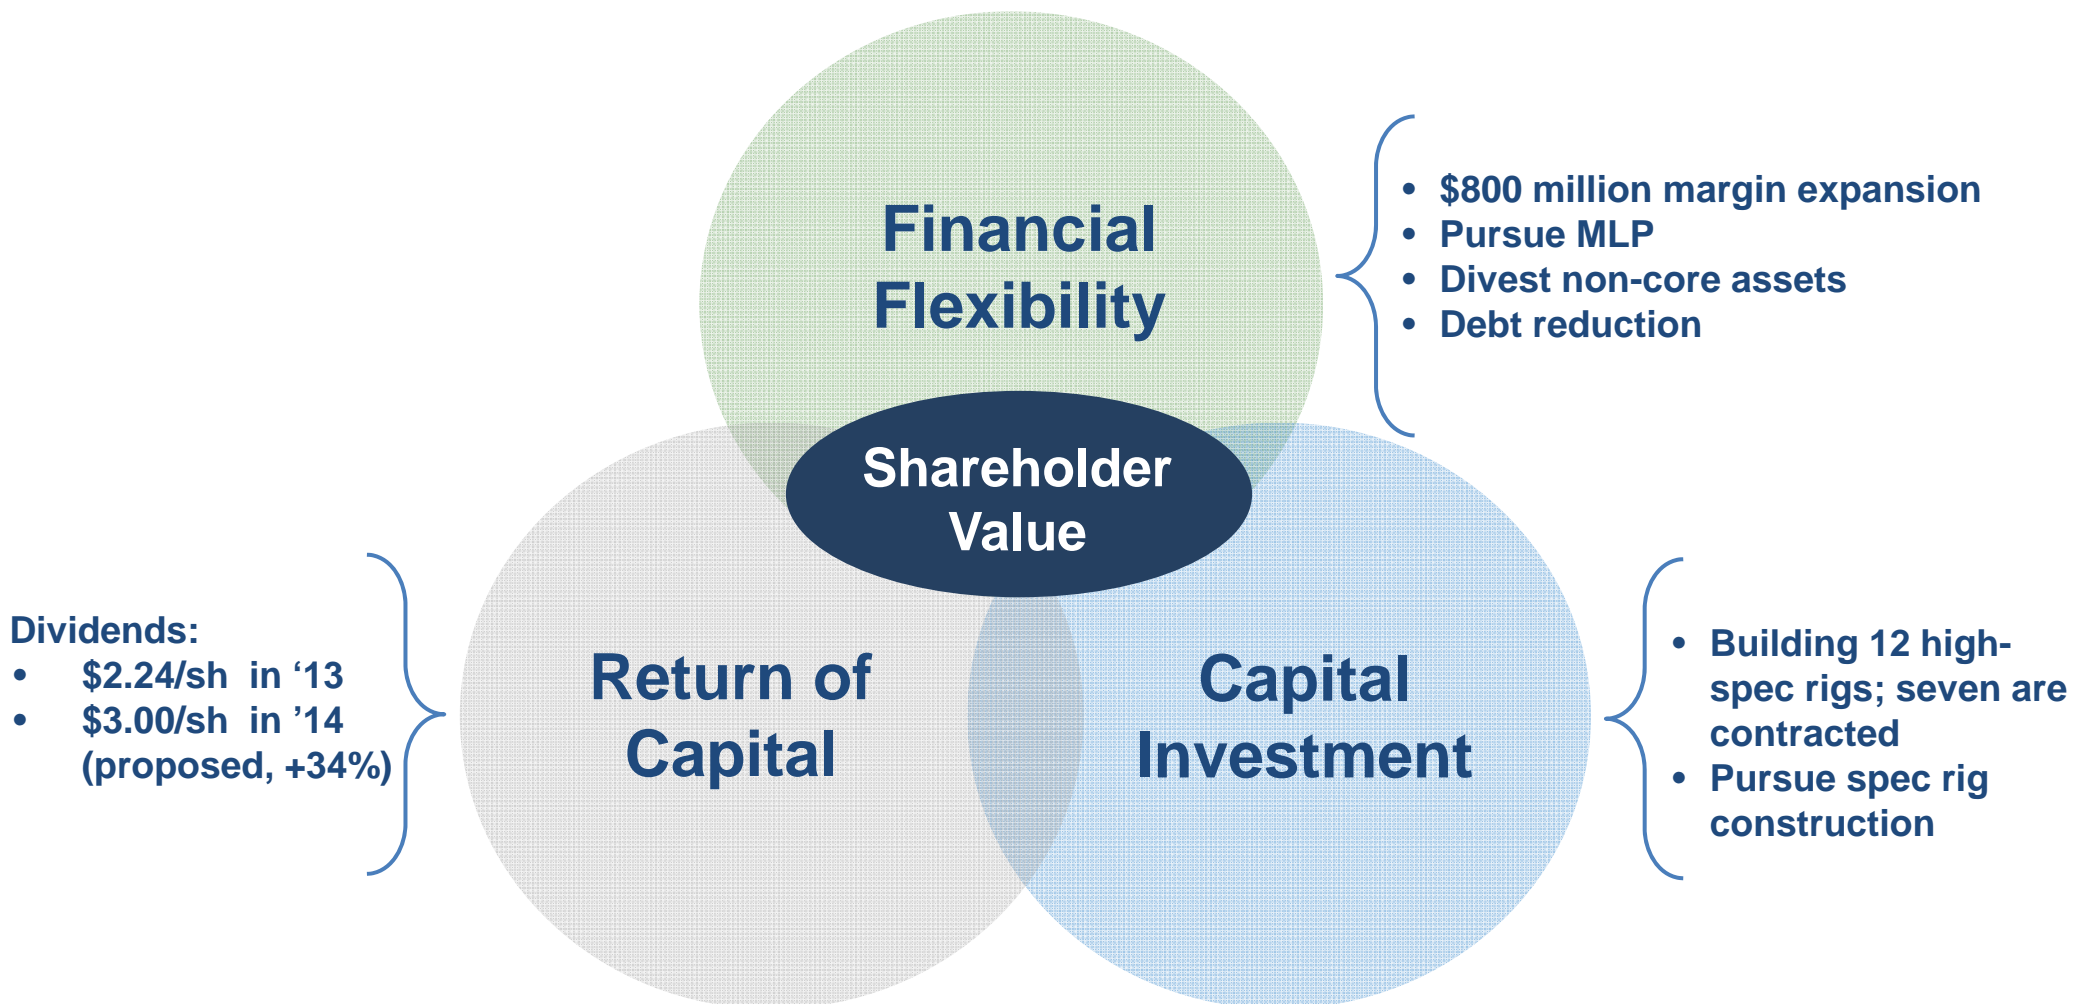 Financial
Flexibility
• $800 million margin expansion
• Pursue MLP
• Divest non-core assets
• Debt reduction
Shareholder
Value
Dividends:
• $2.24/sh in ‘13
• $3.00/sh in ’14
(proposed, +34%)
Return of
Capital
Capital
Investment
• Building 12 high-
spec rigs; seven are
contracted
• Pursue spec rig
construction